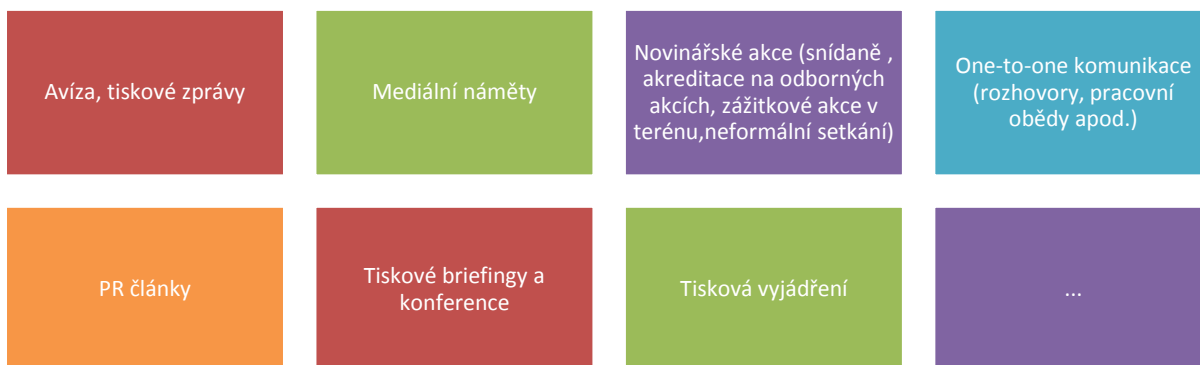 Avíza, tiskové zprávy
Mediální náměty
Novinářské akce (snídaně ,
akreditace na odborných
akcích, zážitkové akce v
terénu,neformální setkání)
One-to-one komunikace
(rozhovory, pracovní
obědy apod.)
PR články
Tiskové briefingy a
konference
Tisková vyjádření
...